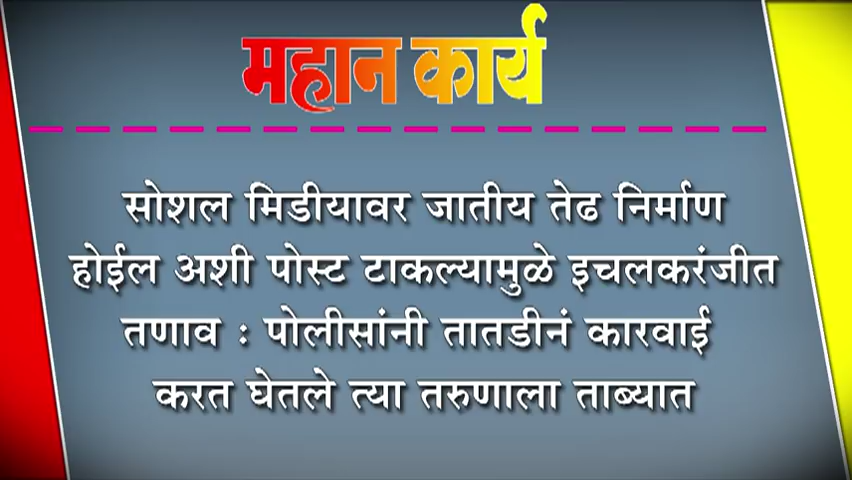 महान कार्य
सोशल मिडीयावर जातीय तेढ निर्माण
होईल अशी पोस्ट टाकल्यामुळे इचलकरंजीत
तणाव : पोलीसांनी तातडीनं कारवाई
करत घेतले त्या तरुणाला ताब्यात